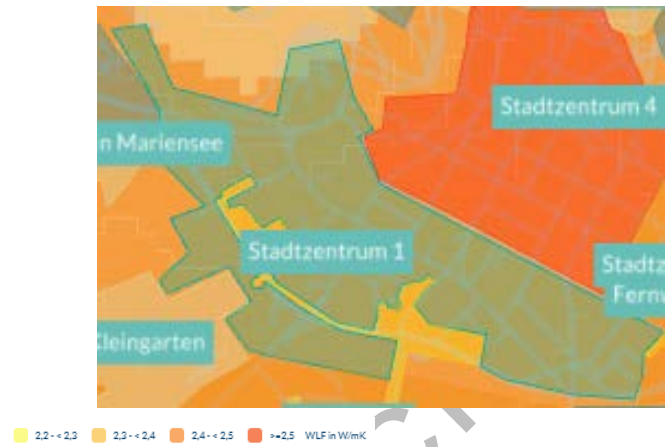 Stadtzentrum 4
n Mariensee
Stadtzentrum 1
Stadtz
Fernw
Kleingarten
2,2 - < 2,3 2,3 - < 2,4 2,4 - < 2,5 >=2,5 WLF in W/mK